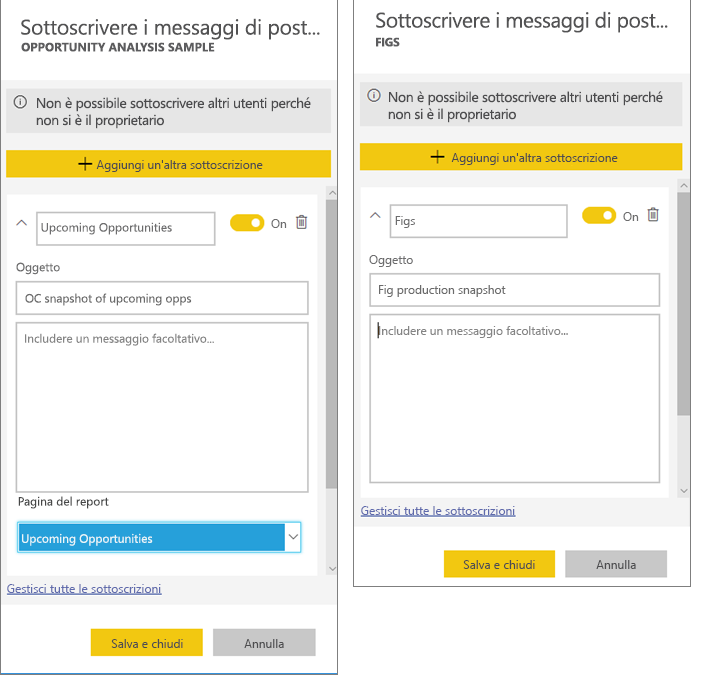 Sottoscrivere i messaggi di post...
OPPORTUNITY ANALYSIS SAMPLE
Non è possibile sottoscrivere altri utenti perché
non si è il proprietario
Aggiungi un'altra sottoscrizione
Upcoming Opportunities
On
Oggetto
OC snapshot of upcoming opps
Includere un messaggio facoltativo...
Pagina del report
Upcoming Opportunities
Gestisci tutte le sottoscrizioni
Salva e chiudi
Annulla
Sottoscrivere i messaggi di post...
FIGS
Non è possibile sottoscrivere altri utenti perché
non si è il proprietario
Aggiungi un'altra sottoscrizione
Figs
On
Oggetto
Fig production snapshot
Includere un messaggio facoltativo...
Gestisci tutte le sottoscrizioni
Salva e chiudi
Annulla